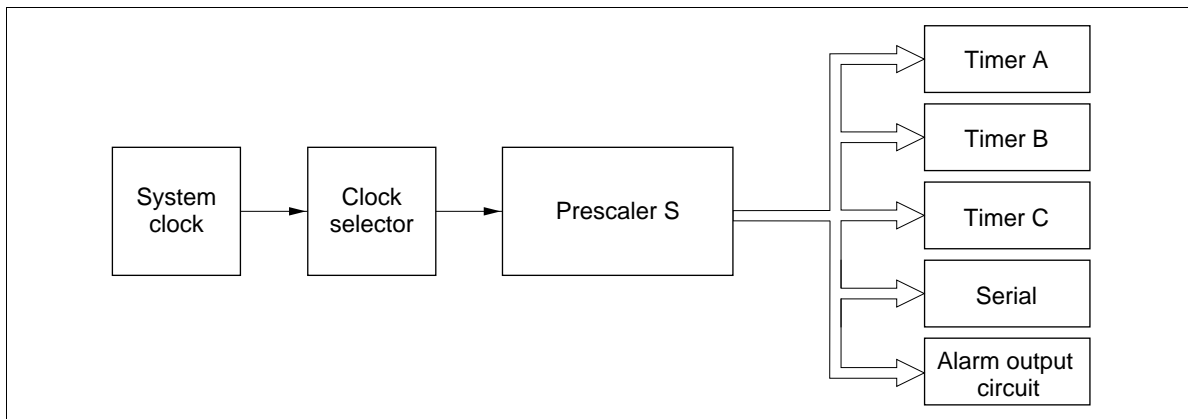 System
clock
Clock
selector
Prescaler S
Timer A
Timer B
Timer C
Serial
Alarm output
circuit